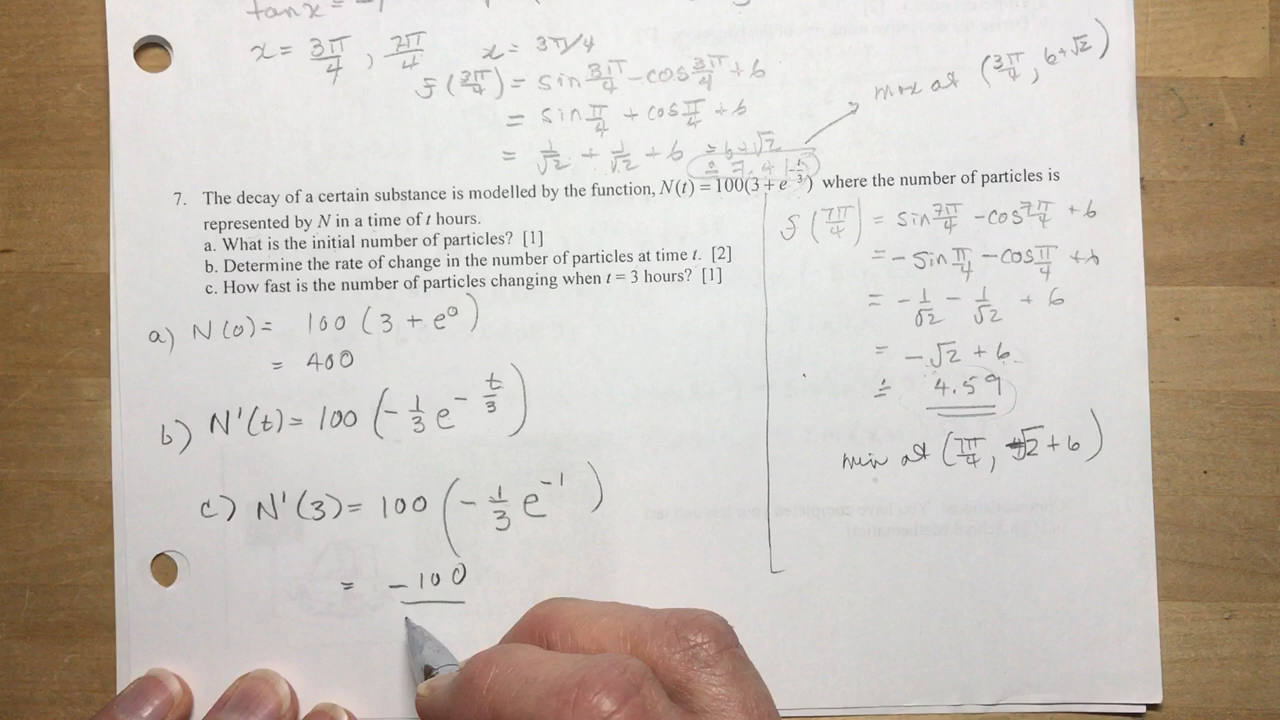 tan x =
x = 3π/4 , 7π/4 x = 3π/4
f(3π/4) = sin 3π/4 - cos 3π/4 + 6
= sin π/4 + cos π/4 + 6
= 1/√2 + 1/√2 + 6 = 6+√2
≐ 7.41
max at (3π/4, 6+√2)
7. The decay of a certain substance is modelled by the function, N(t) = 100(3 + e^(-t/3)) where the number of particles is
represented by N in a time of t hours.
a. What is the initial number of particles? [1]
b. Determine the rate of change in the number of particles at time t. [2]
c. How fast is the number of particles changing when t = 3 hours? [1]
a) N(0) = 100(3 + e^0)
= 400
b) N'(t) = 100(-1/3 e^(-t/3))
c) N'(3) = 100(-1/3 e^-1)
= -100
f(7π/4) = sin 7π/4 - cos 7π/4 + 6
= -sin π/4 - cos π/4 + 6
= -1/√2 - 1/√2 + 6
= -√2 + 6
≐ 4.59
min at (7π/4, -√2+6)